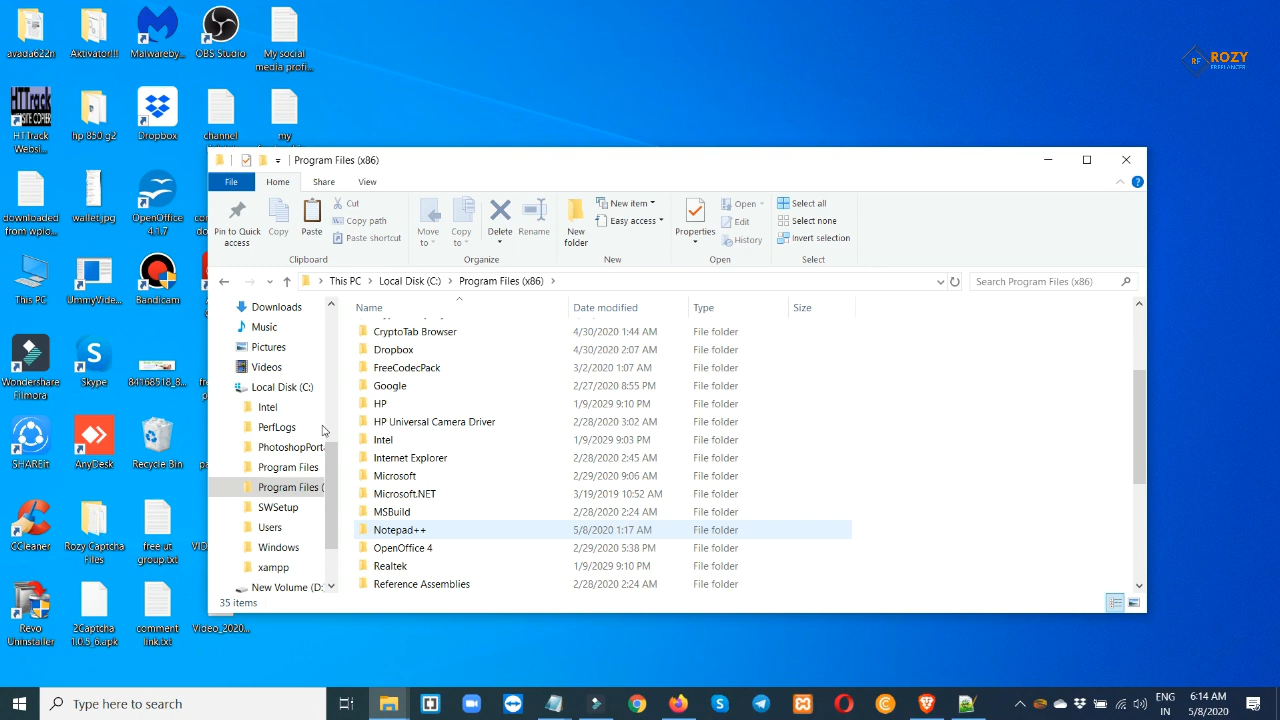 avada622n
Aktivator!!!
Malwareby...
OBS Studio
My social
media profi...
ROZY
FREELANCER
RF
HTTrack
WEBSITE COPIER
HTTrack
Websi...
hp 850 g2
Dropbox
channel
my
downloaded
from wpio...
wallet.jpg
OpenOffice
4.1.7
This PC
UmmyVide...
Bandicam
Wondershare
Filmora
Skype
84168518_8...
SHAREit
AnyDesk
Recycle Bin
CCleaner
Rozy Captcha
Files
free ut
group.txt
Revo
Uninstaller
2Captcha
1.0.5_6.apk
comment
link.txt
Video_2020...
Program Files (x86)
File
Home
Share
View
Pin to Quick
access
Copy
Paste
Cut
Copy path
Paste shortcut
Clipboard
Move
to
Copy
to
Delete
Rename
Organize
New
folder
New item
Easy access
New
Properties
Open
Edit
History
Open
Select all
Select none
Invert selection
Select
This PC > Local Disk (C:) > Program Files (x86) >
Search Program Files (x86)
Downloads
Music
Pictures
Videos
Local Disk (C:)
Intel
PerfLogs
PhotoshopPort
Program Files
Program Files (
SWSetup
Users
Windows
xampp
New Volume (D:
Name Date modified Type Size
CryptoTab Browser 4/30/2020 1:44 AM File folder
Dropbox 4/30/2020 2:07 AM File folder
FreeCodecPack 3/2/2020 1:07 AM File folder
Google 2/27/2020 8:55 PM File folder
HP 1/9/2029 9:10 PM File folder
HP Universal Camera Driver 2/28/2020 3:02 AM File folder
Intel 1/9/2029 9:03 PM File folder
Internet Explorer 2/28/2020 2:45 AM File folder
Microsoft 2/29/2020 9:06 AM File folder
Microsoft.NET 3/19/2019 10:52 AM File folder
MSBuild 2/28/2020 2:24 AM File folder
Notepad++ 5/8/2020 1:17 AM File folder
OpenOffice 4 2/29/2020 5:38 PM File folder
Realtek 1/9/2029 9:10 PM File folder
Reference Assemblies 2/28/2020 2:24 AM File folder
35 items
Type here to search
ENG
IN
6:14 AM
5/8/2020